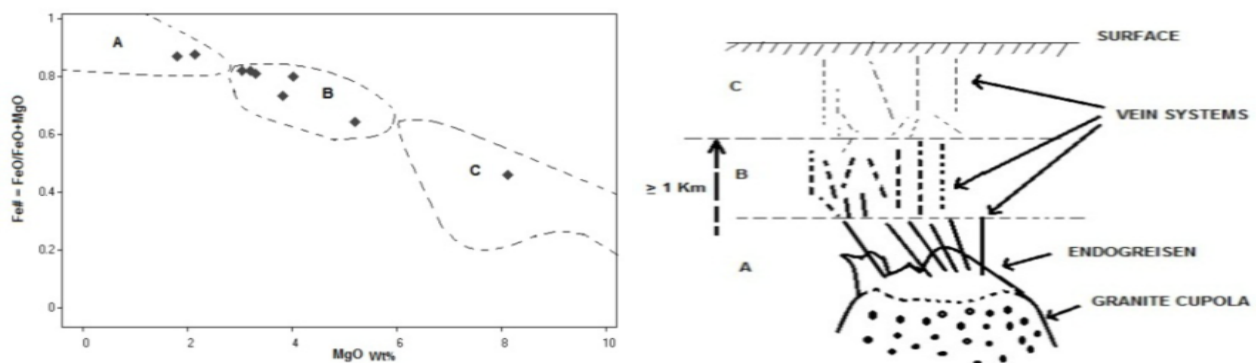 1
0.8
0.6
0.4
0.2
0
Fe# = FeO/FeO+MgO
A
B
C
0 2 4 6 8 10
MgO Wt%
SURFACE
C
VEIN SYSTEMS
B
≥ 1 Km
A
ENDOGREISEN
GRANITE CUPOLA